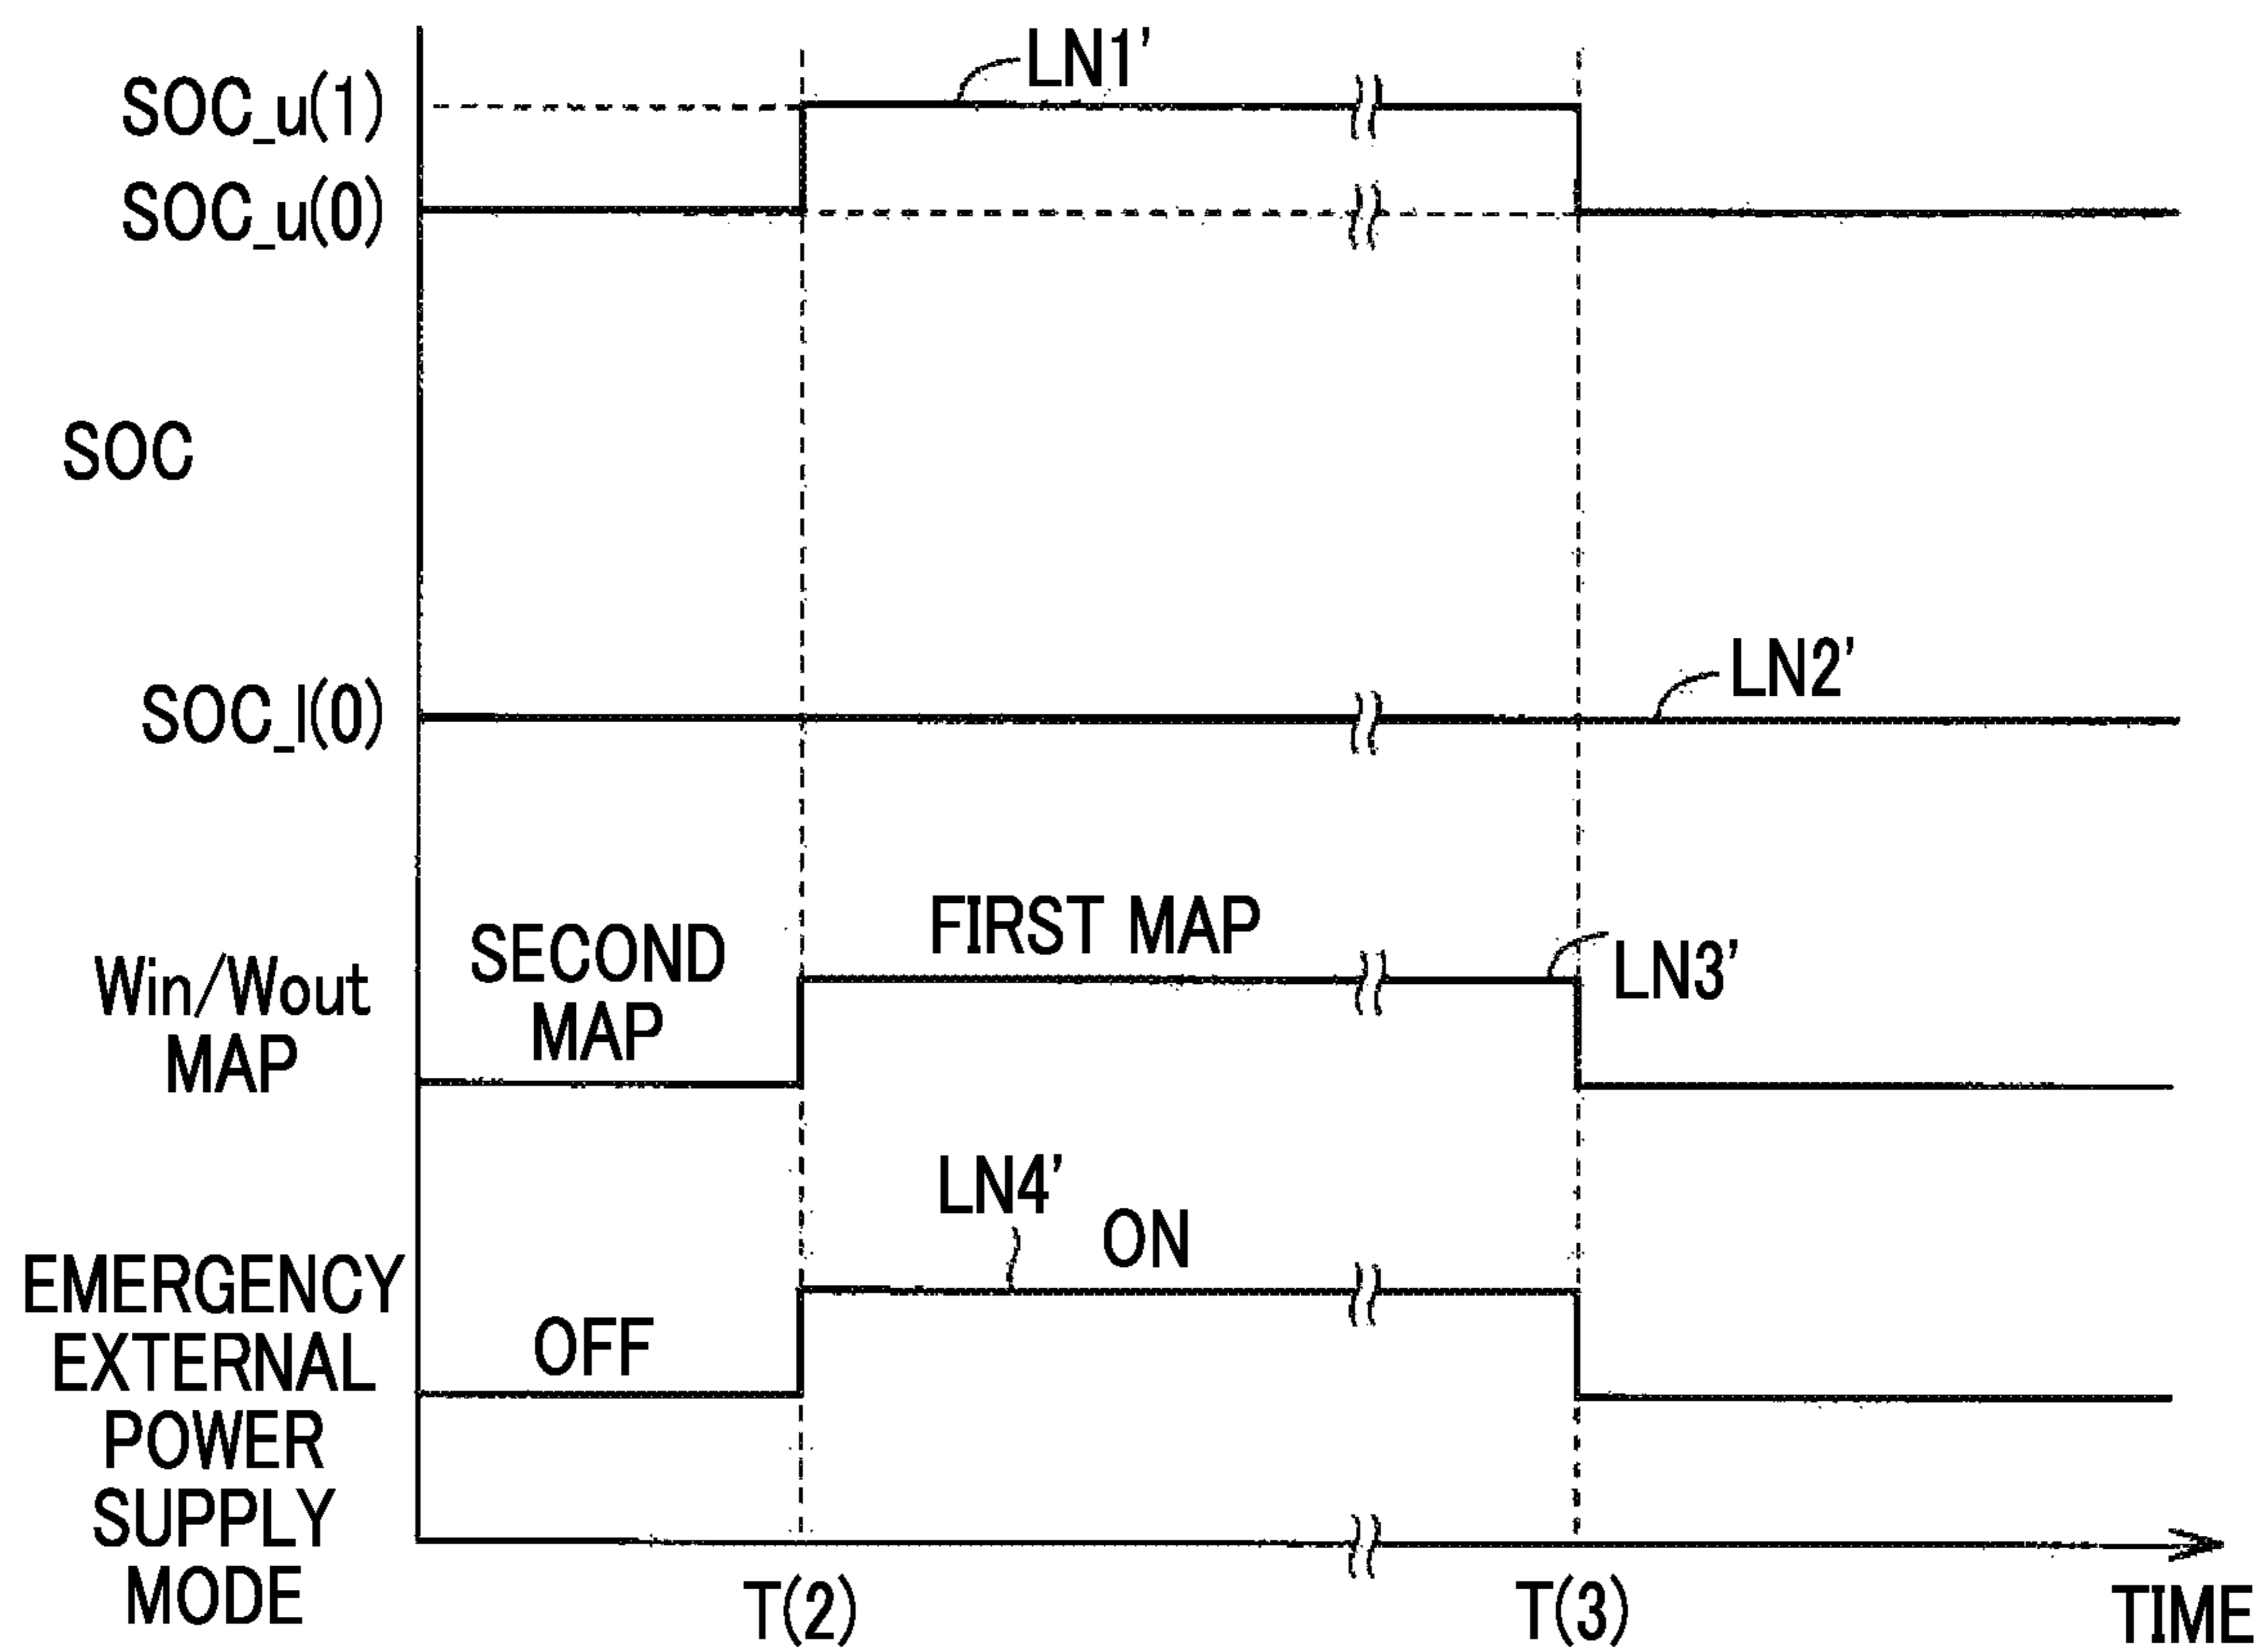 LN1'
SOC_u(1)
SOC_u(0)
SOC
LN2'
SOC_l(0)
FIRST MAP
SECOND
MAP
LN3'
Win/Wout
MAP
LN4'
ON
OFF
EMERGENCY
EXTERNAL
POWER
SUPPLY
MODE
T(2)
T(3)
TIME